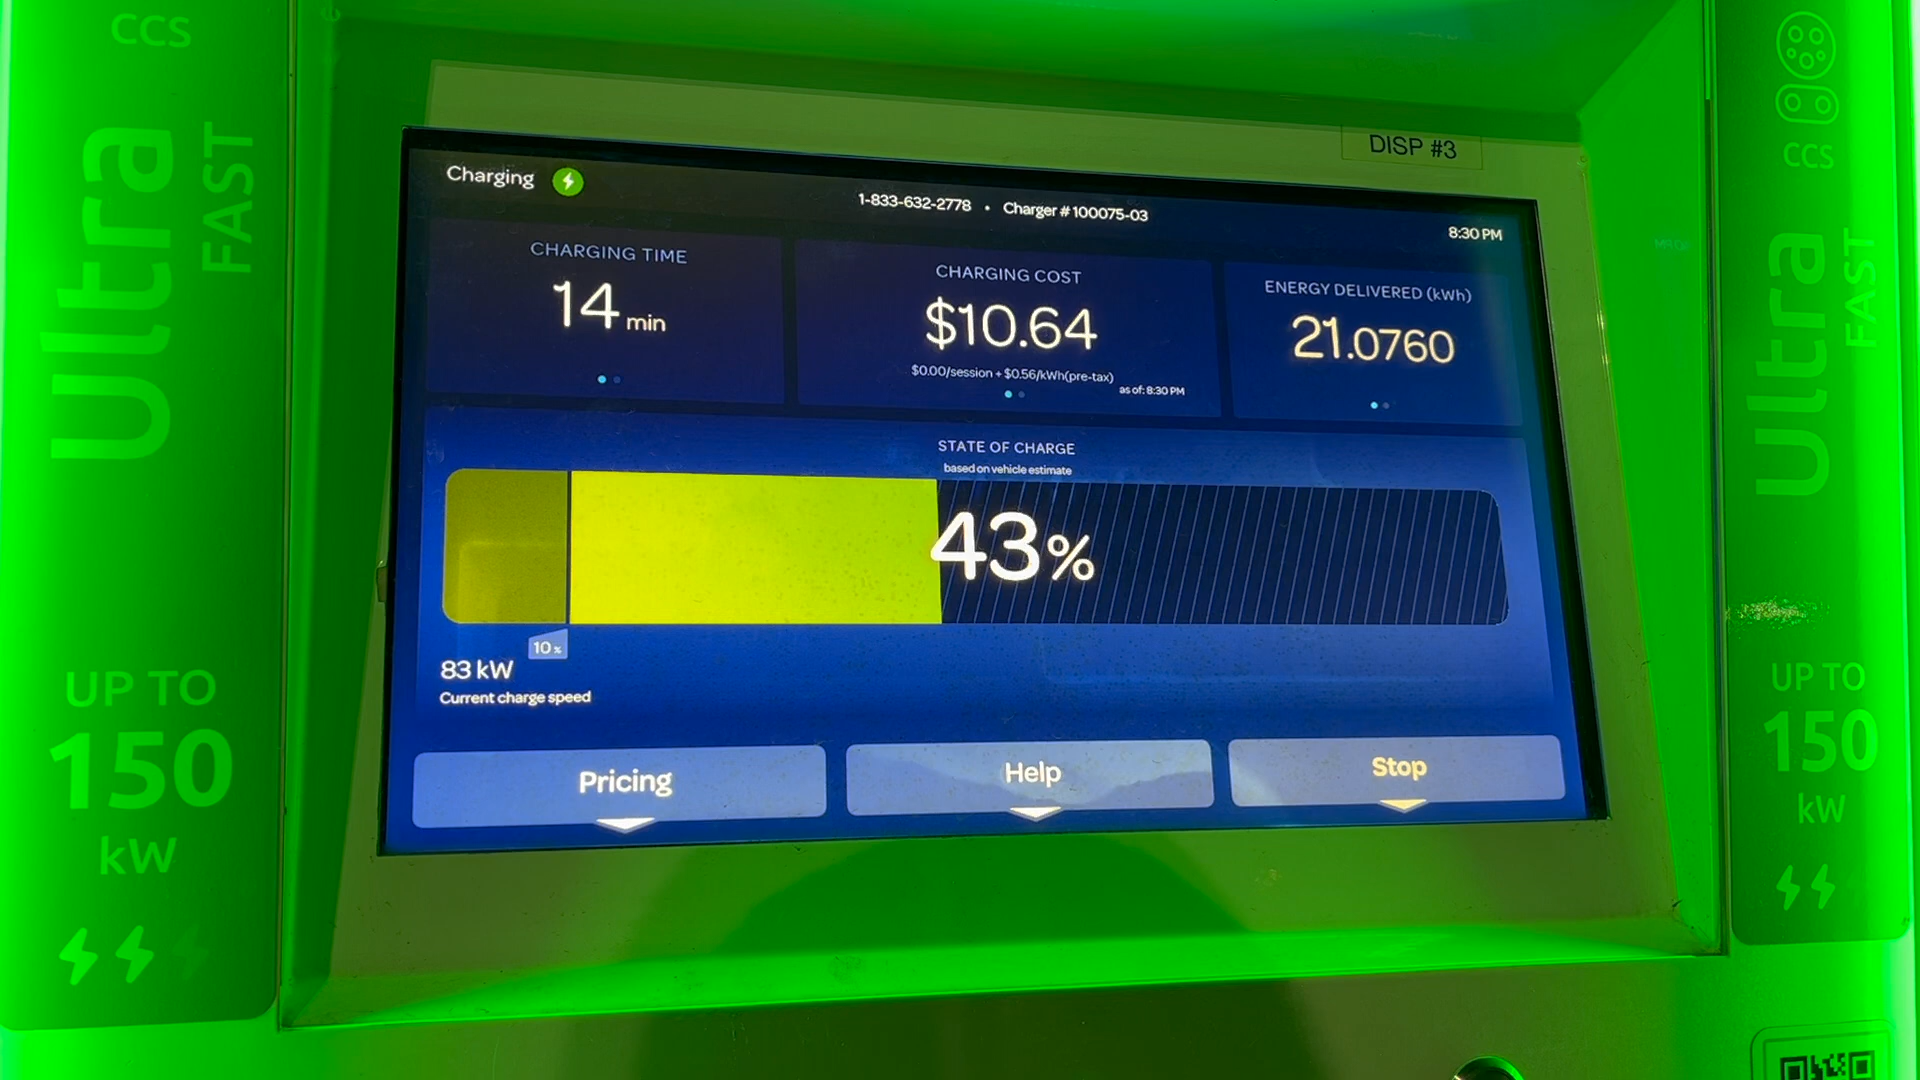 CCS
Ultra
FAST
UP TO
150
kW
DISP #3
Charging
1-833-632-2778 • Charger # 100075-03
8:30 PM
CHARGING TIME
14 min
CHARGING COST
$10.64
$0.00/session + $0.56/kWh(pre-tax)
as of: 8:30 PM
ENERGY DELIVERED (kWh)
21.0760
STATE OF CHARGE
based on vehicle estimate
43%
10%
83 kW
Current charge speed
Pricing
Help
Stop
CCS
Ultra
FAST
UP TO
150
kW